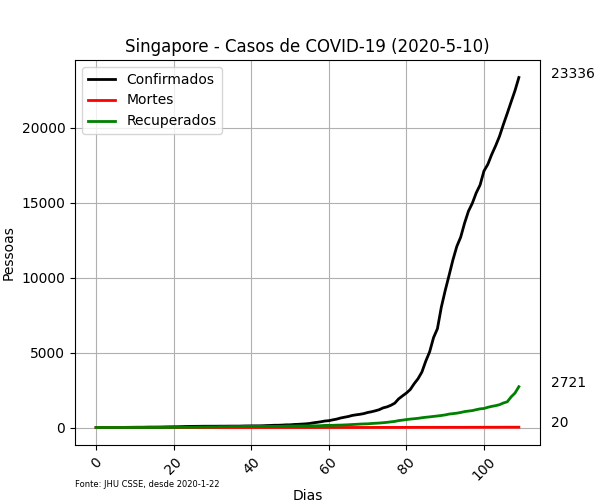 Singapore - Casos de COVID-19 (2020-5-10)
Confirmados
Mortes
Recuperados
23336
2721
20
Pessoas
20000
15000
10000
5000
0
0
20
40
60
80
100
Dias
Fonte: JHU CSSE, desde 2020-1-22